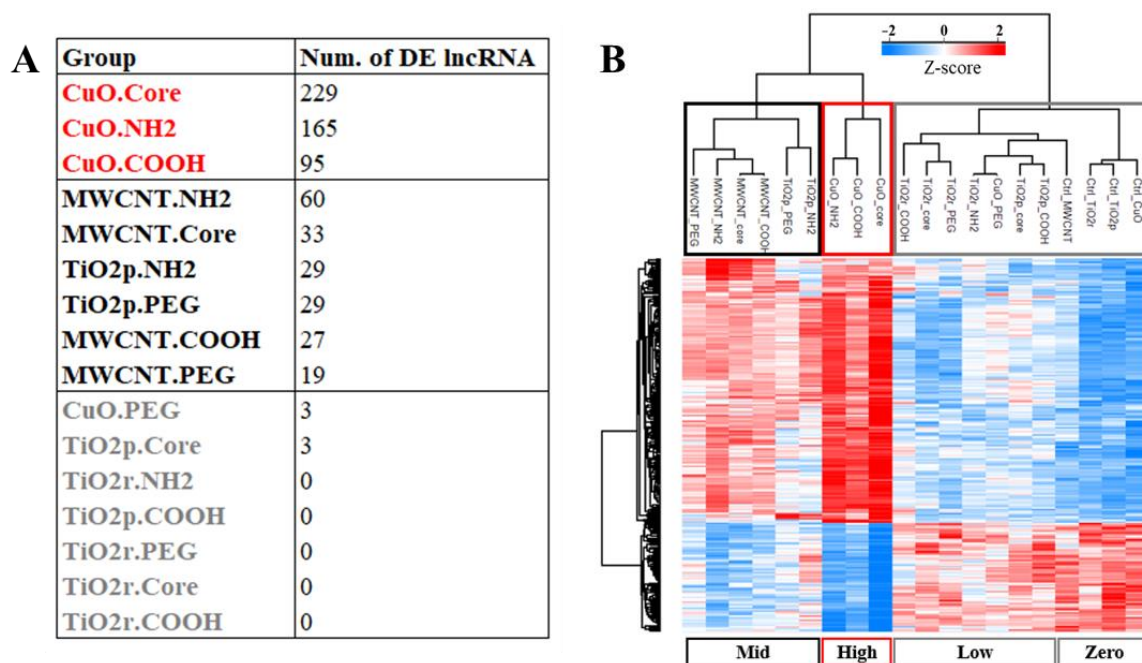 A
Group Num. of DE lncRNA
CuO.Core 229
CuO.NH2 165
CuO.COOH 95
MWCNT.NH2 60
MWCNT.Core 33
TiO2p.NH2 29
TiO2p.PEG 29
MWCNT.COOH 27
MWCNT.PEG 19
CuO.PEG 3
TiO2p.Core 3
TiO2r.NH2 0
TiO2p.COOH 0
TiO2r.PEG 0
TiO2r.Core 0
TiO2r.COOH 0
B
−2 0 2
Z-score
MWCNT_PEG
MWCNT_NH2
MWCNT_core
MWCNT_COOH
TiO2p_PEG
TiO2p_NH2
CuO_NH2
CuO_COOH
CuO_core
TiO2r_COOH
TiO2r_core
TiO2r_PEG
TiO2r_NH2
CuO_PEG
TiO2p_core
TiO2p_COOH
Ctrl_MWCNT
Ctrl_TiO2r
Ctrl_TiO2p
Ctrl_CuO
Mid High Low Zero